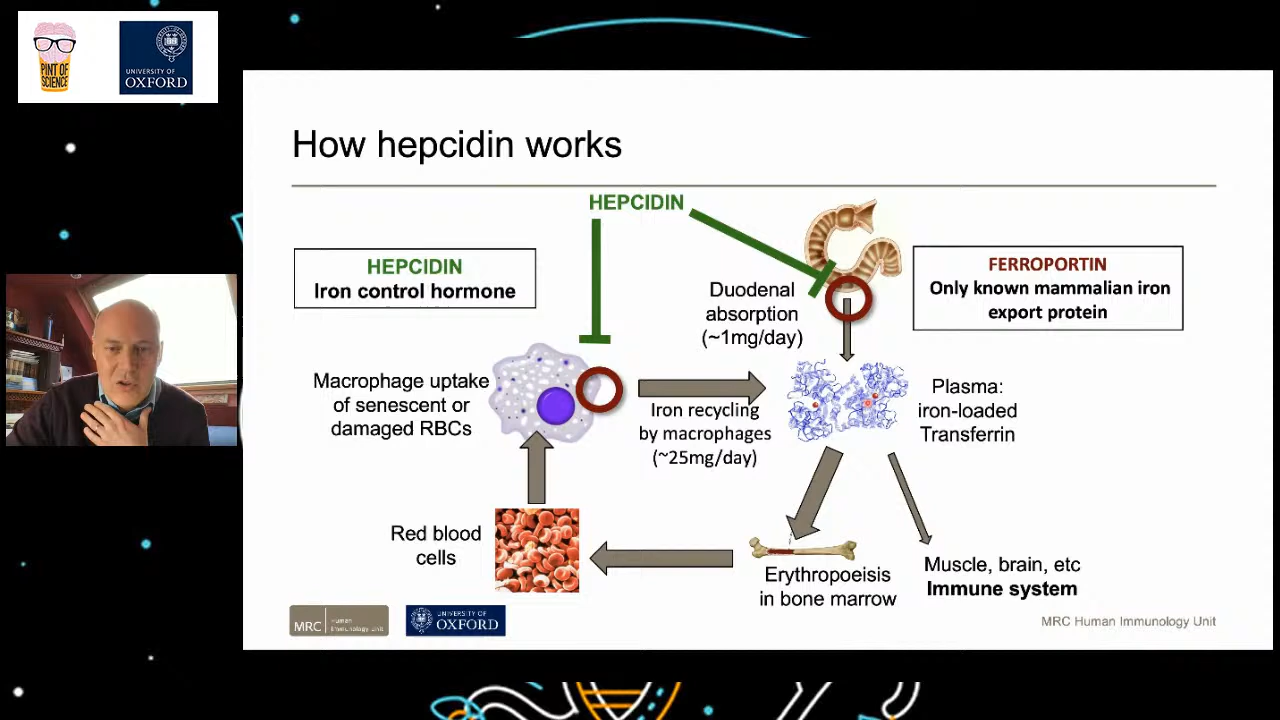 PINT OF
SCIENCE
UNIVERSITY OF
OXFORD
How hepcidin works
HEPCIDIN
HEPCIDIN
Iron control hormone
FERROPORTIN
Only known mammalian iron
export protein
Duodenal
absorption
(~1mg/day)
Macrophage uptake
of senescent or
damaged RBCs
Iron recycling
by macrophages
(~25mg/day)
Plasma:
iron-loaded
Transferrin
Red blood
cells
Erythropoeisis
in bone marrow
Muscle, brain, etc
Immune system
MRC
Human
Immunology Unit
UNIVERSITY OF
OXFORD
MRC Human Immunology Unit